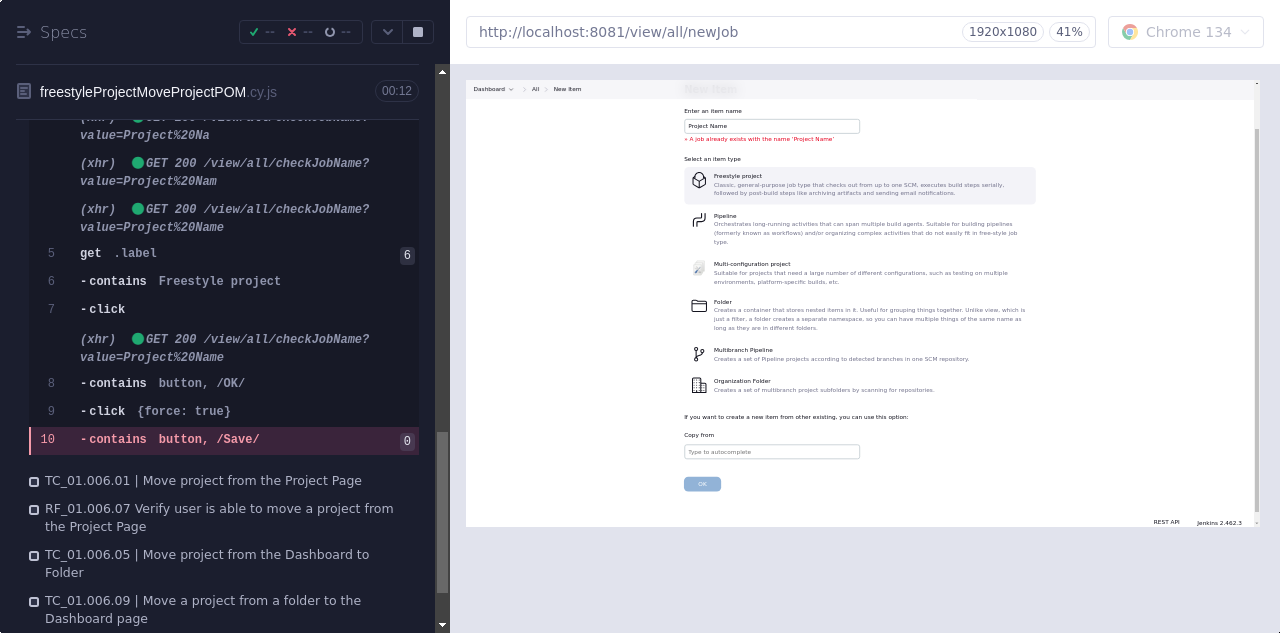 Specs
-- -- --
freestyleProjectMoveProjectPOM.cy.js 00:12
(xhr) GET 200 /view/all/checkJobName?
value=Project%20Na
(xhr) GET 200 /view/all/checkJobName?
value=Project%20Nam
(xhr) GET 200 /view/all/checkJobName?
value=Project%20Name
5 get .label 6
6 -contains Freestyle project
7 -click
(xhr) GET 200 /view/all/checkJobName?
value=Project%20Name
8 -contains button, /OK/
9 -click {force: true}
10 -contains button, /Save/ 0
TC_01.006.01 | Move project from the Project Page
RF_01.006.07 Verify user is able to move a project from
the Project Page
TC_01.006.05 | Move project from the Dashboard to
Folder
TC_01.006.09 | Move a project from a folder to the
Dashboard page
http://localhost:8081/view/all/newJob 1920x1080 41% Chrome 134
Dashboard All New Item
New Item
Enter an item name
Project Name
» A job already exists with the name 'Project Name'
Select an item type
Freestyle project
Classic, general-purpose job type that checks out from up to one SCM, executes build steps serially,
followed by post-build steps like archiving artifacts and sending email notifications.
Pipeline
Orchestrates long-running activities that can span multiple build agents. Suitable for building pipelines
(formerly known as workflows) and/or organizing complex activities that do not easily fit in free-style job
type.
Multi-configuration project
Suitable for projects that need a large number of different configurations, such as testing on multiple
environments, platform-specific builds, etc.
Folder
Creates a container that stores nested items in it. Useful for grouping things together. Unlike view, which is
just a filter, a folder creates a separate namespace, so you can have multiple things of the same name as
long as they are in different folders.
Multibranch Pipeline
Creates a set of Pipeline projects according to detected branches in one SCM repository.
Organization Folder
Creates a set of multibranch project subfolders by scanning for repositories.
If you want to create a new item from other existing, you can use this option:
Copy from
Type to autocomplete
OK
REST API Jenkins 2.462.3